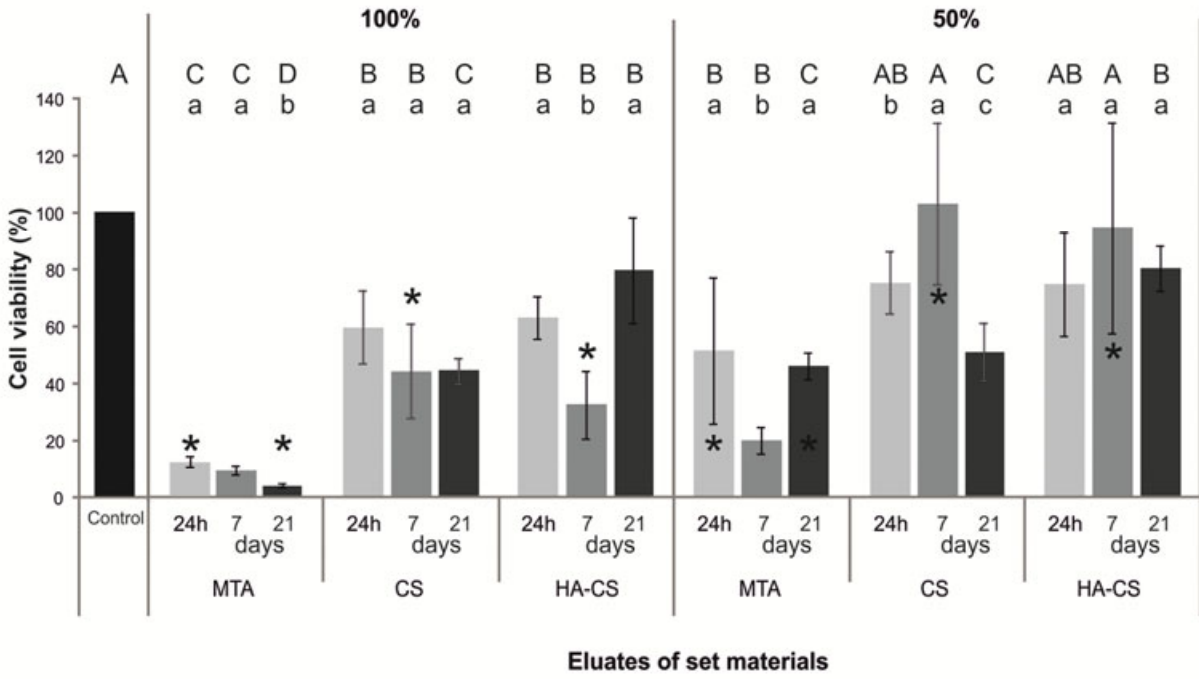 100% 50%
A C C D B B C B B B B B C AB A C AB A B
a a b a a a a b a a b a b a c a a a
140
120
100
80
60
40
20
0
Cell viability (%)
* * * * * * * *
Control 24h 7 21 24h 7 21 24h 7 21 24h 7 21 24h 7 21 24h 7 21
days days days days days days
MTA CS HA-CS MTA CS HA-CS
Eluates of set materials